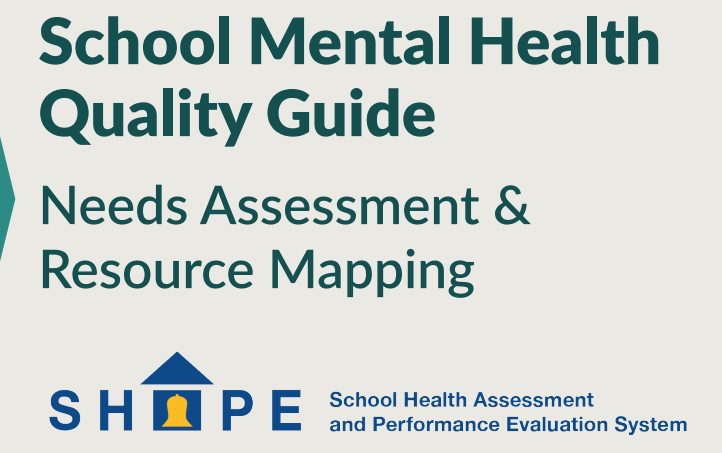 School Mental Health
Quality Guide
Needs Assessment &
Resource Mapping
SHAPE
School Health Assessment
and Performance Evaluation System